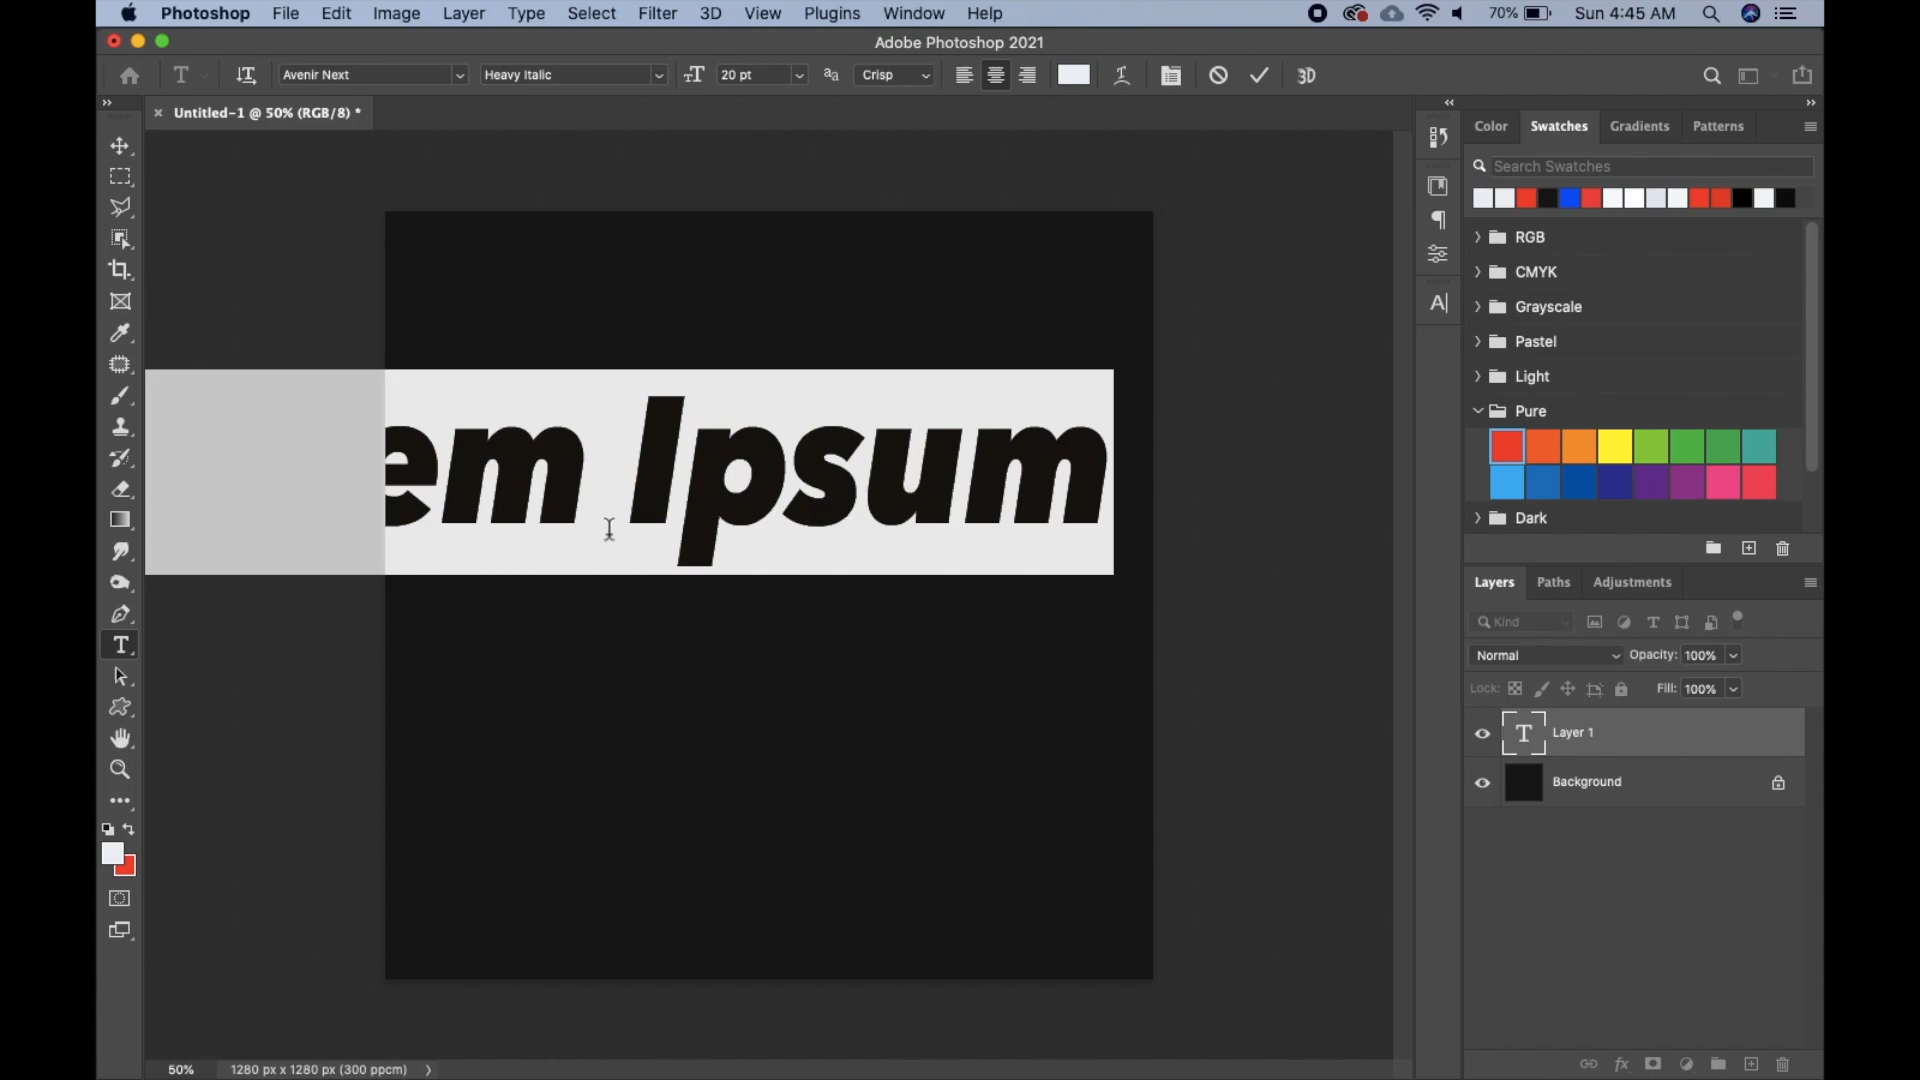 Photoshop File Edit Image Layer Type Select Filter 3D View Plugins Window Help 70% Sun 4:45 AM
Adobe Photoshop 2021
Avenir Next Heavy Italic 20 pt Crisp 3D
Untitled-1 @ 50% (RGB/8) *
Color Swatches Gradients Patterns
Search Swatches
RGB
CMYK
Grayscale
Pastel
Light
Pure
Dark
em Ipsum
Layers Paths Adjustments
Kind
Normal Opacity: 100%
Lock: Fill: 100%
Layer 1
Background
50% 1280 px x 1280 px (300 ppcm)